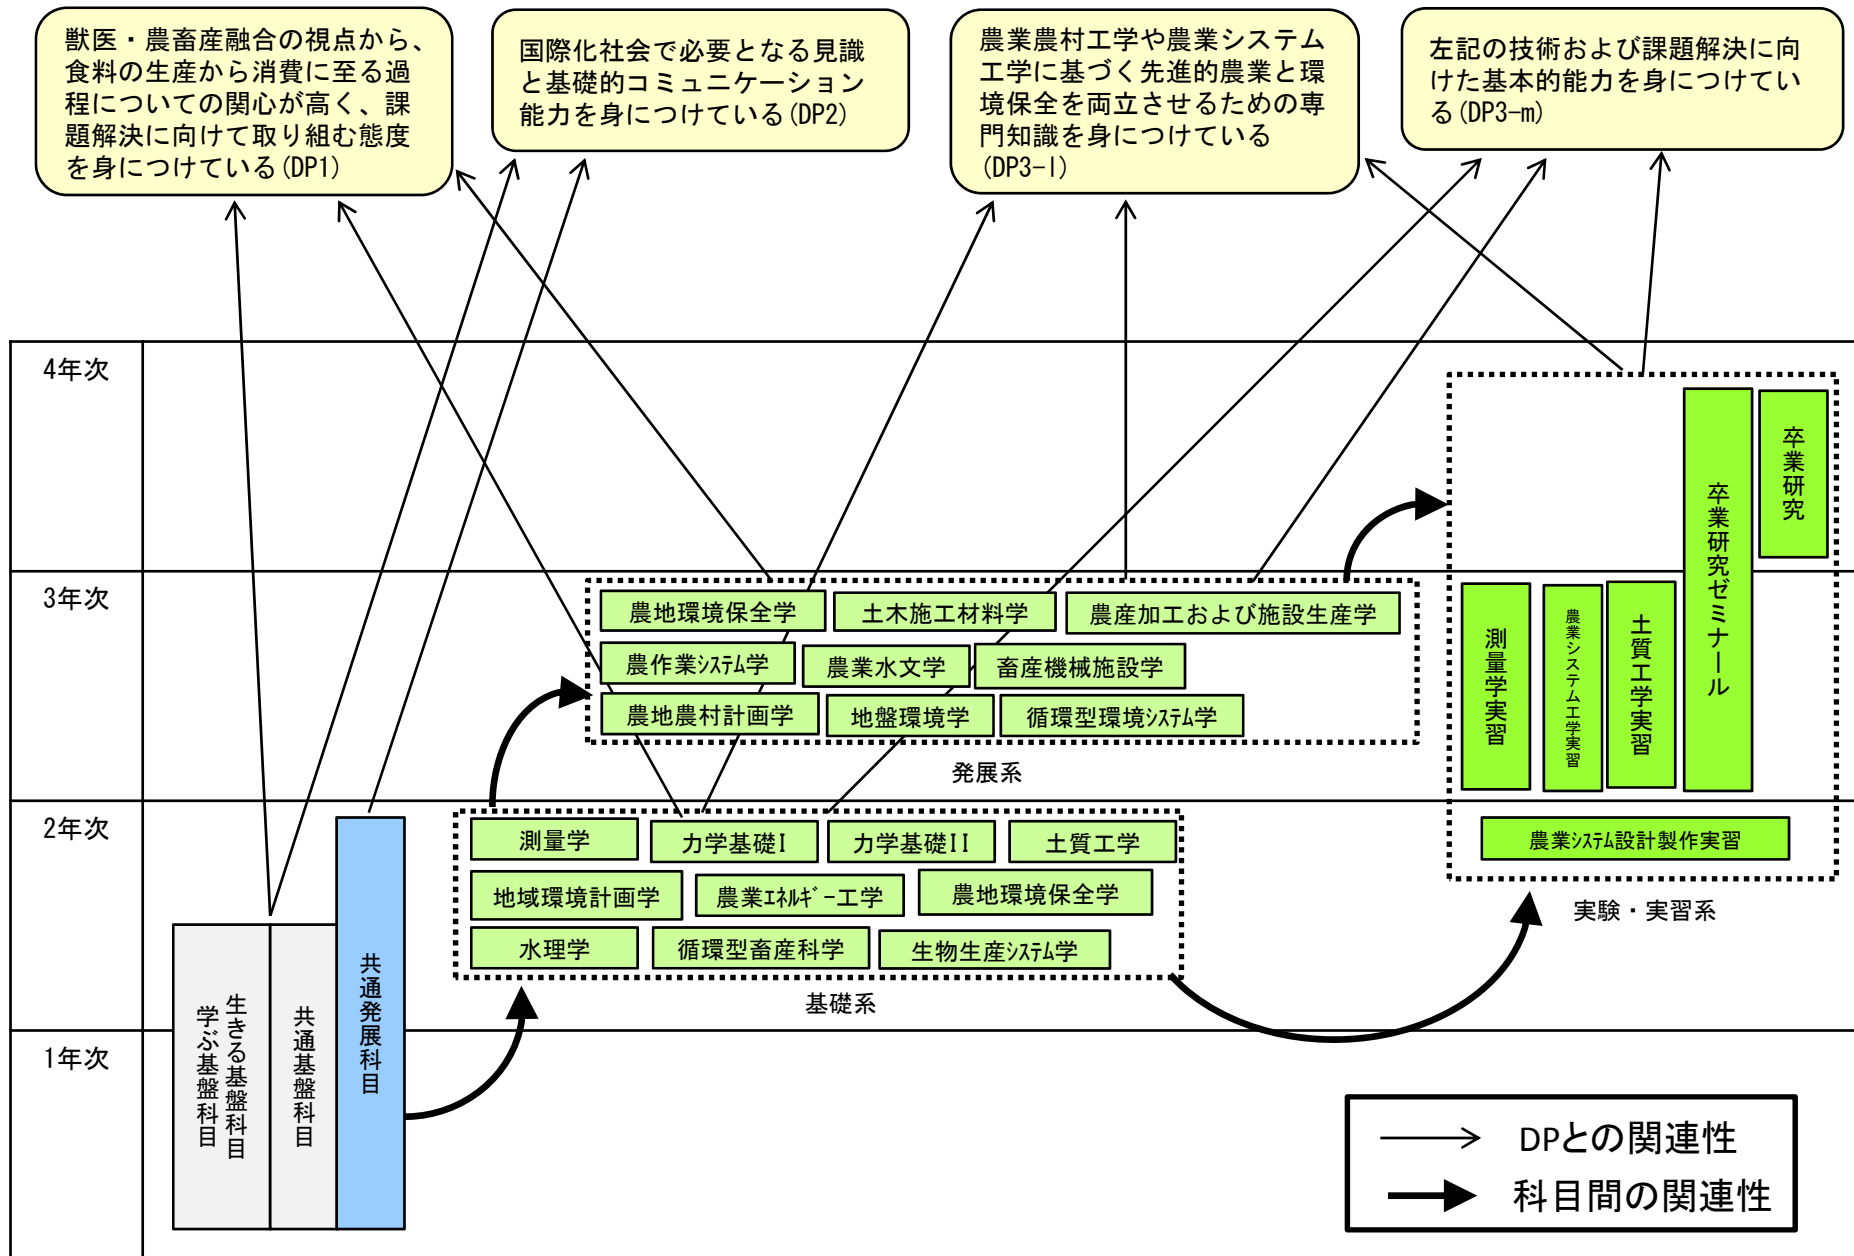 獣医・農畜産融合の視点から、
食料の生産から消費に至る過
程についての関心が高く、課
題解決に向けて取り組む態度
を身につけている(DP1)
国際化社会で必要となる見識
と基礎的コミュニケーション
能力を身につけている(DP2)
農業農村工学や農業システム
工学に基づく先進的農業と環
境保全を両立させるための専
門知識を身につけている
(DP3-l)
左記の技術および課題解決に向
けた基本的能力を身につけてい
る(DP3-m)
4年次
卒業研究
卒業研究ゼミナール
3年次
農地環境保全学
土木施工材料学
農産加工および施設生産学
農作業システム学
農業水文学
畜産機械施設学
農地農村計画学
地盤環境学
循環型環境システム学
発展系
測量学実習
農業システム工学実習
土質工学実習
2年次
測量学
力学基礎I
力学基礎II
土質工学
地域環境計画学
農業エネルギー工学
農地環境保全学
水理学
循環型畜産科学
生物生産システム学
基礎系
農業システム設計製作実習
実験・実習系
1年次
生きる基盤科目
学ぶ基盤科目
共通基盤科目
共通発展科目
DPとの関連性
科目間の関連性